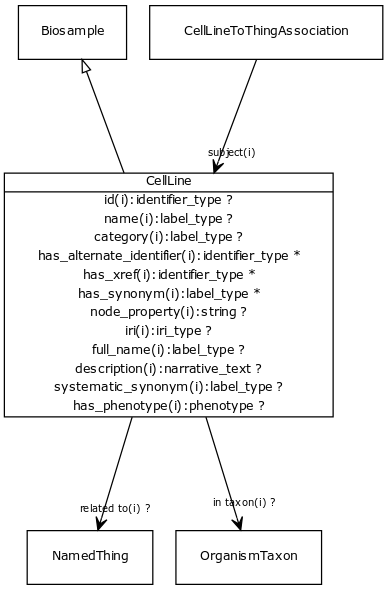 Biosample
CellLineToThingAssociation
subject(i)
CellLine
id(i):identifier_type ?
name(i):label_type ?
category(i):label_type ?
has_alternate_identifier(i):identifier_type *
has_xref(i):identifier_type *
has_synonym(i):label_type *
node_property(i):string ?
iri(i):iri_type ?
full_name(i):label_type ?
description(i):narrative_text ?
systematic_synonym(i):label_type ?
has_phenotype(i):phenotype ?
related to(i) ?
in taxon(i) ?
NamedThing
OrganismTaxon